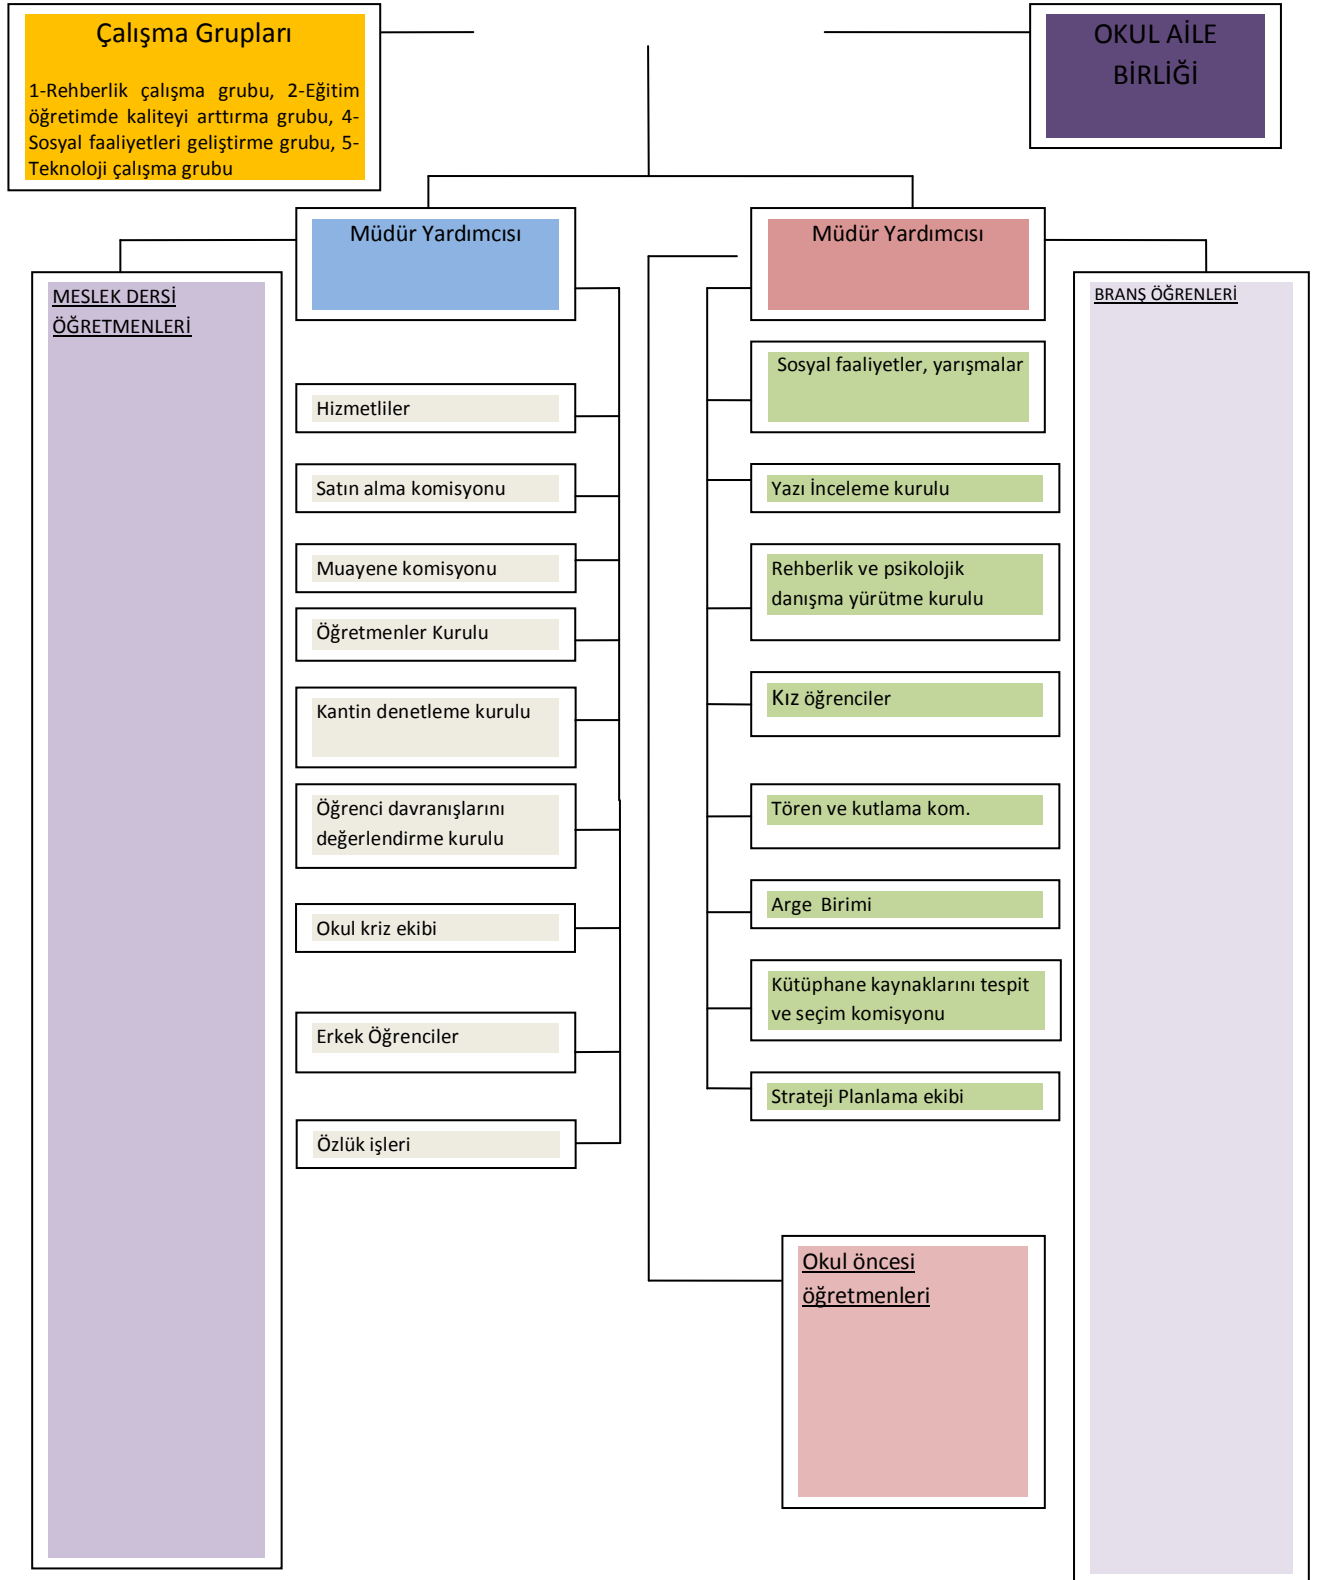 Çalışma Grupları
1-Rehberlik çalışma grubu, 2-Eğitim
öğretimde kaliteyi arttırma grubu, 4-
Sosyal faaliyetleri geliştirme grubu, 5-
Teknoloji çalışma grubu
OKUL AİLE
BİRLİĞİ
Müdür Yardımcısı
Müdür Yardımcısı
MESLEK DERSİ
ÖĞRETMENLERİ
BRANŞ ÖĞRENLERİ
Hizmetliler
Satın alma komisyonu
Muayene komisyonu
Öğretmenler Kurulu
Kantin denetleme kurulu
Öğrenci davranışlarını
değerlendirme kurulu
Okul kriz ekibi
Erkek Öğrenciler
Özlük işleri
Sosyal faaliyetler, yarışmalar
Yazı İnceleme kurulu
Rehberlik ve psikolojik
danışma yürütme kurulu
Kız öğrenciler
Tören ve kutlama kom.
Arge Birimi
Kütüphane kaynaklarını tespit
ve seçim komisyonu
Strateji Planlama ekibi
Okul öncesi
öğretmenleri